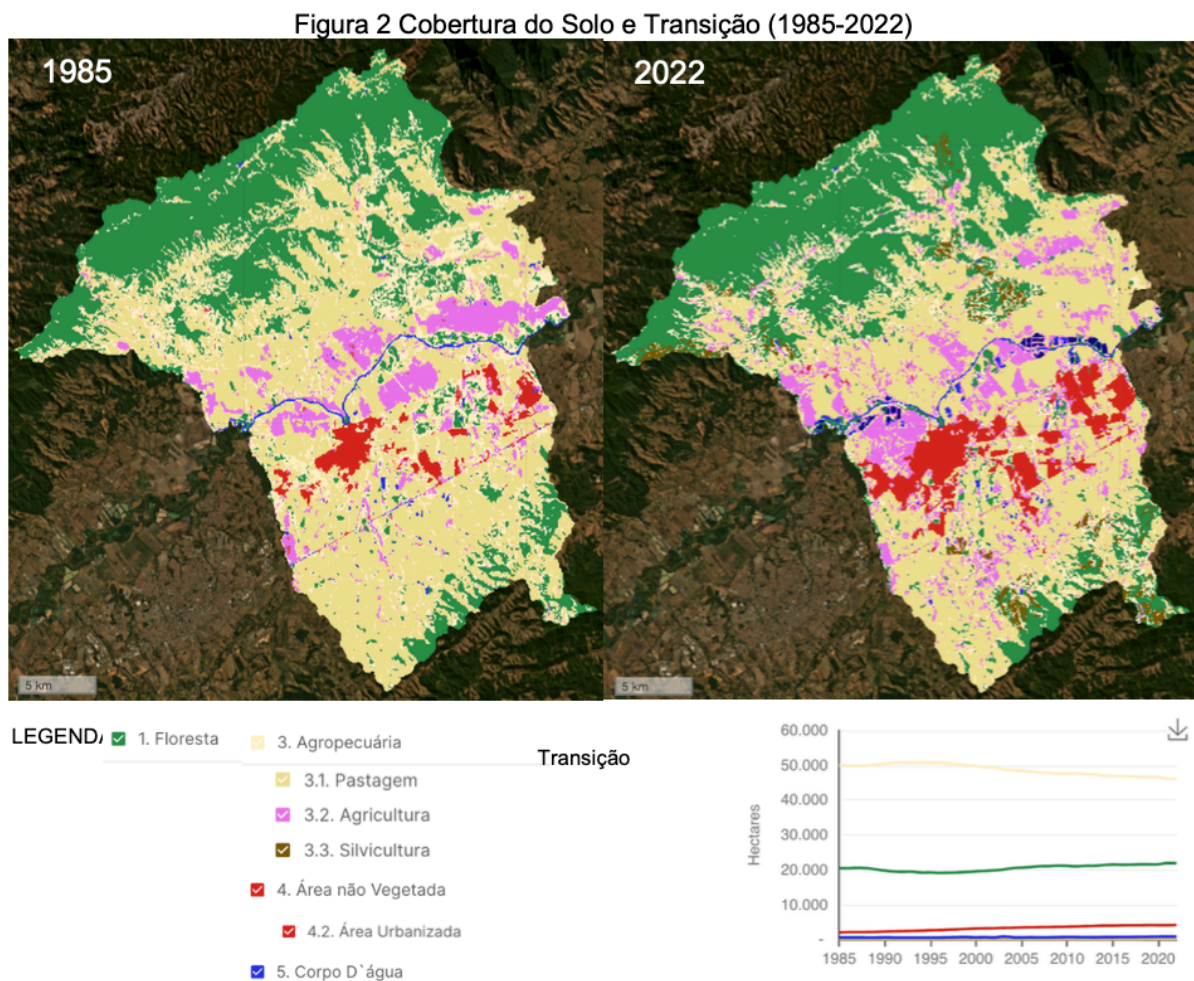 Figura 2 Cobertura do Solo e Transição (1985-2022)
1985
2022
5 km
5 km
LEGENDA
1. Floresta
3. Agropecuária
3.1. Pastagem
3.2. Agricultura
3.3. Silvicultura
4. Área não Vegetada
4.2. Área Urbanizada
5. Corpo D`água
Transição
Hectares
60.000
50.000
40.000
30.000
20.000
10.000
-
1985 1990 1995 2000 2005 2010 2015 2020